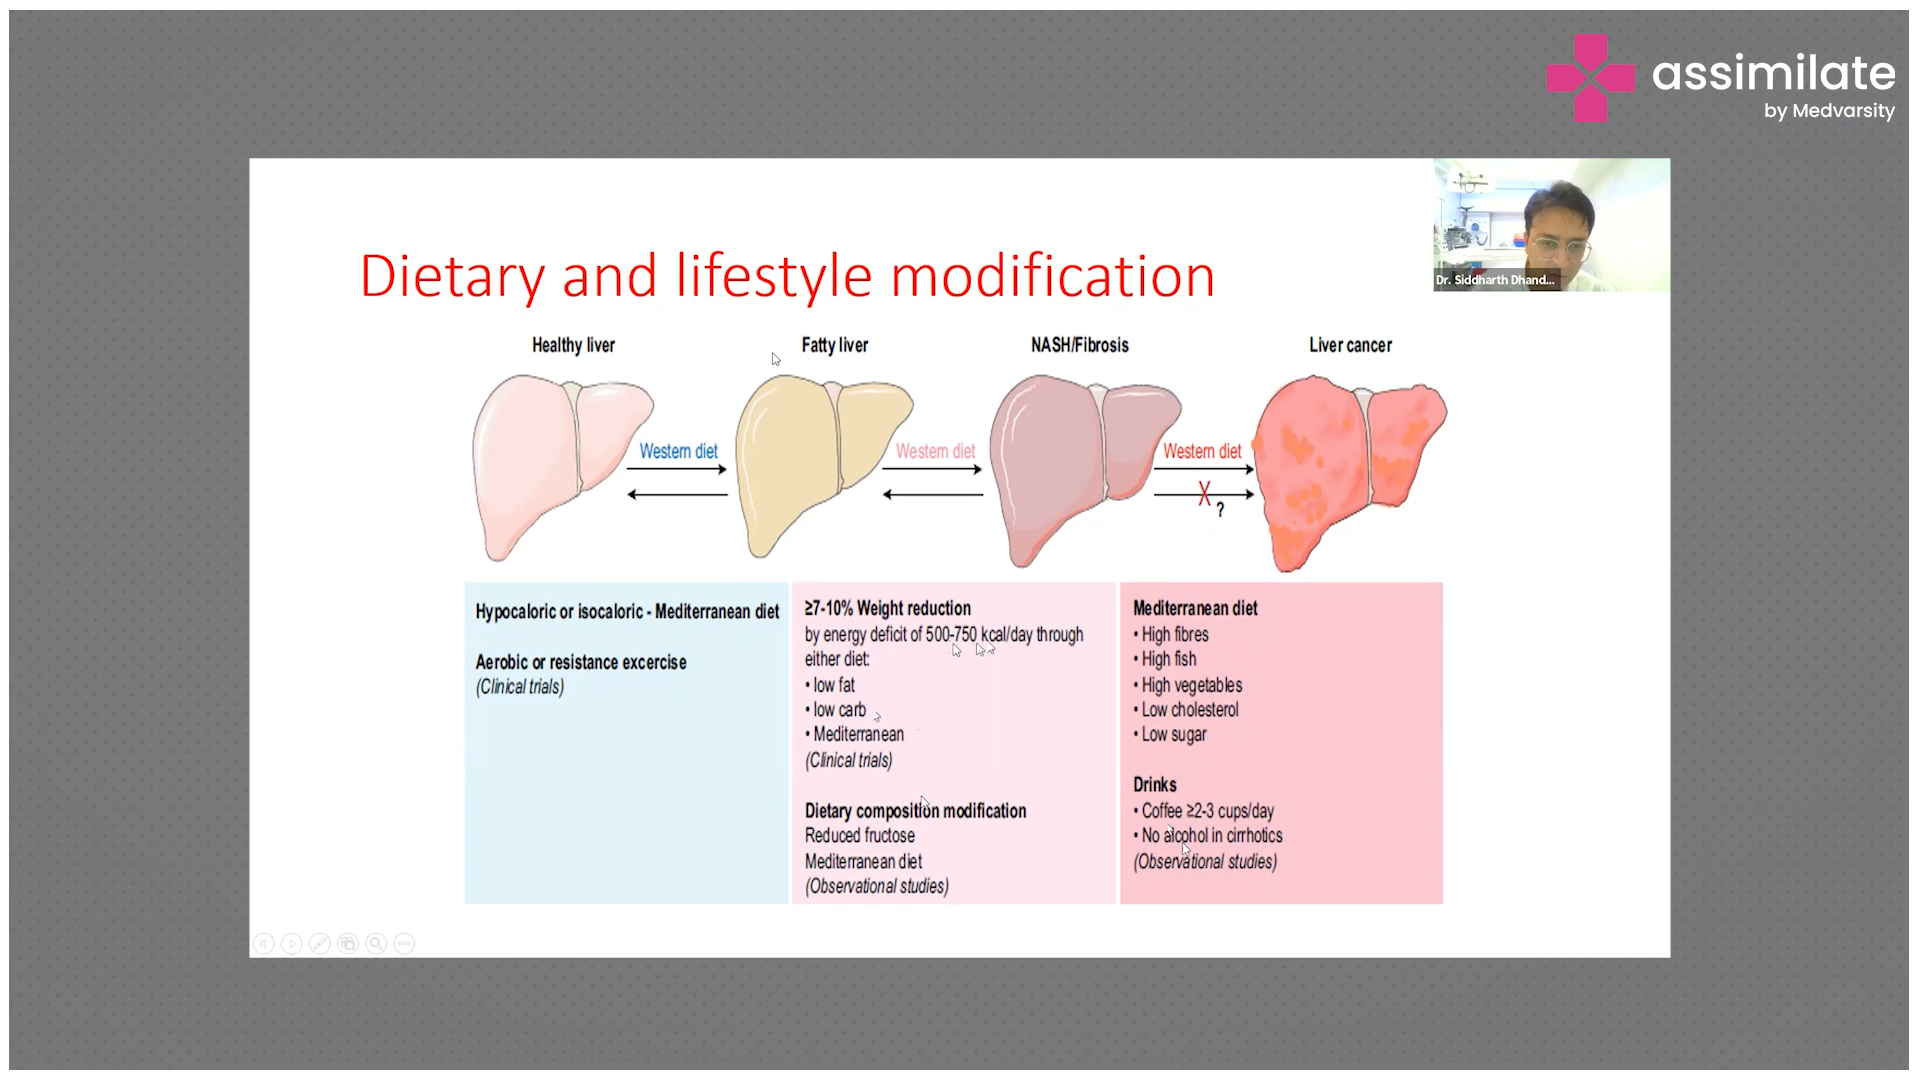 assimilate
by Medvarsity
Dr. Siddharth Dhand...
Dietary and lifestyle modification
Healthy liver
Fatty liver
NASH/Fibrosis
Liver cancer
Western diet
Western diet
Western diet
X
?
Hypocaloric or isocaloric - Mediterranean diet
Aerobic or resistance excercise
(Clinical trials)
≥7-10% Weight reduction
by energy deficit of 500-750 kcal/day through
either diet:
• low fat
• low carb
• Mediterranean
(Clinical trials)
Dietary composition modification
Reduced fructose
Mediterranean diet
(Observational studies)
Mediterranean diet
• High fibres
• High fish
• High vegetables
• Low cholesterol
• Low sugar
Drinks
• Coffee ≥2-3 cups/day
• No alcohol in cirrhotics
(Observational studies)